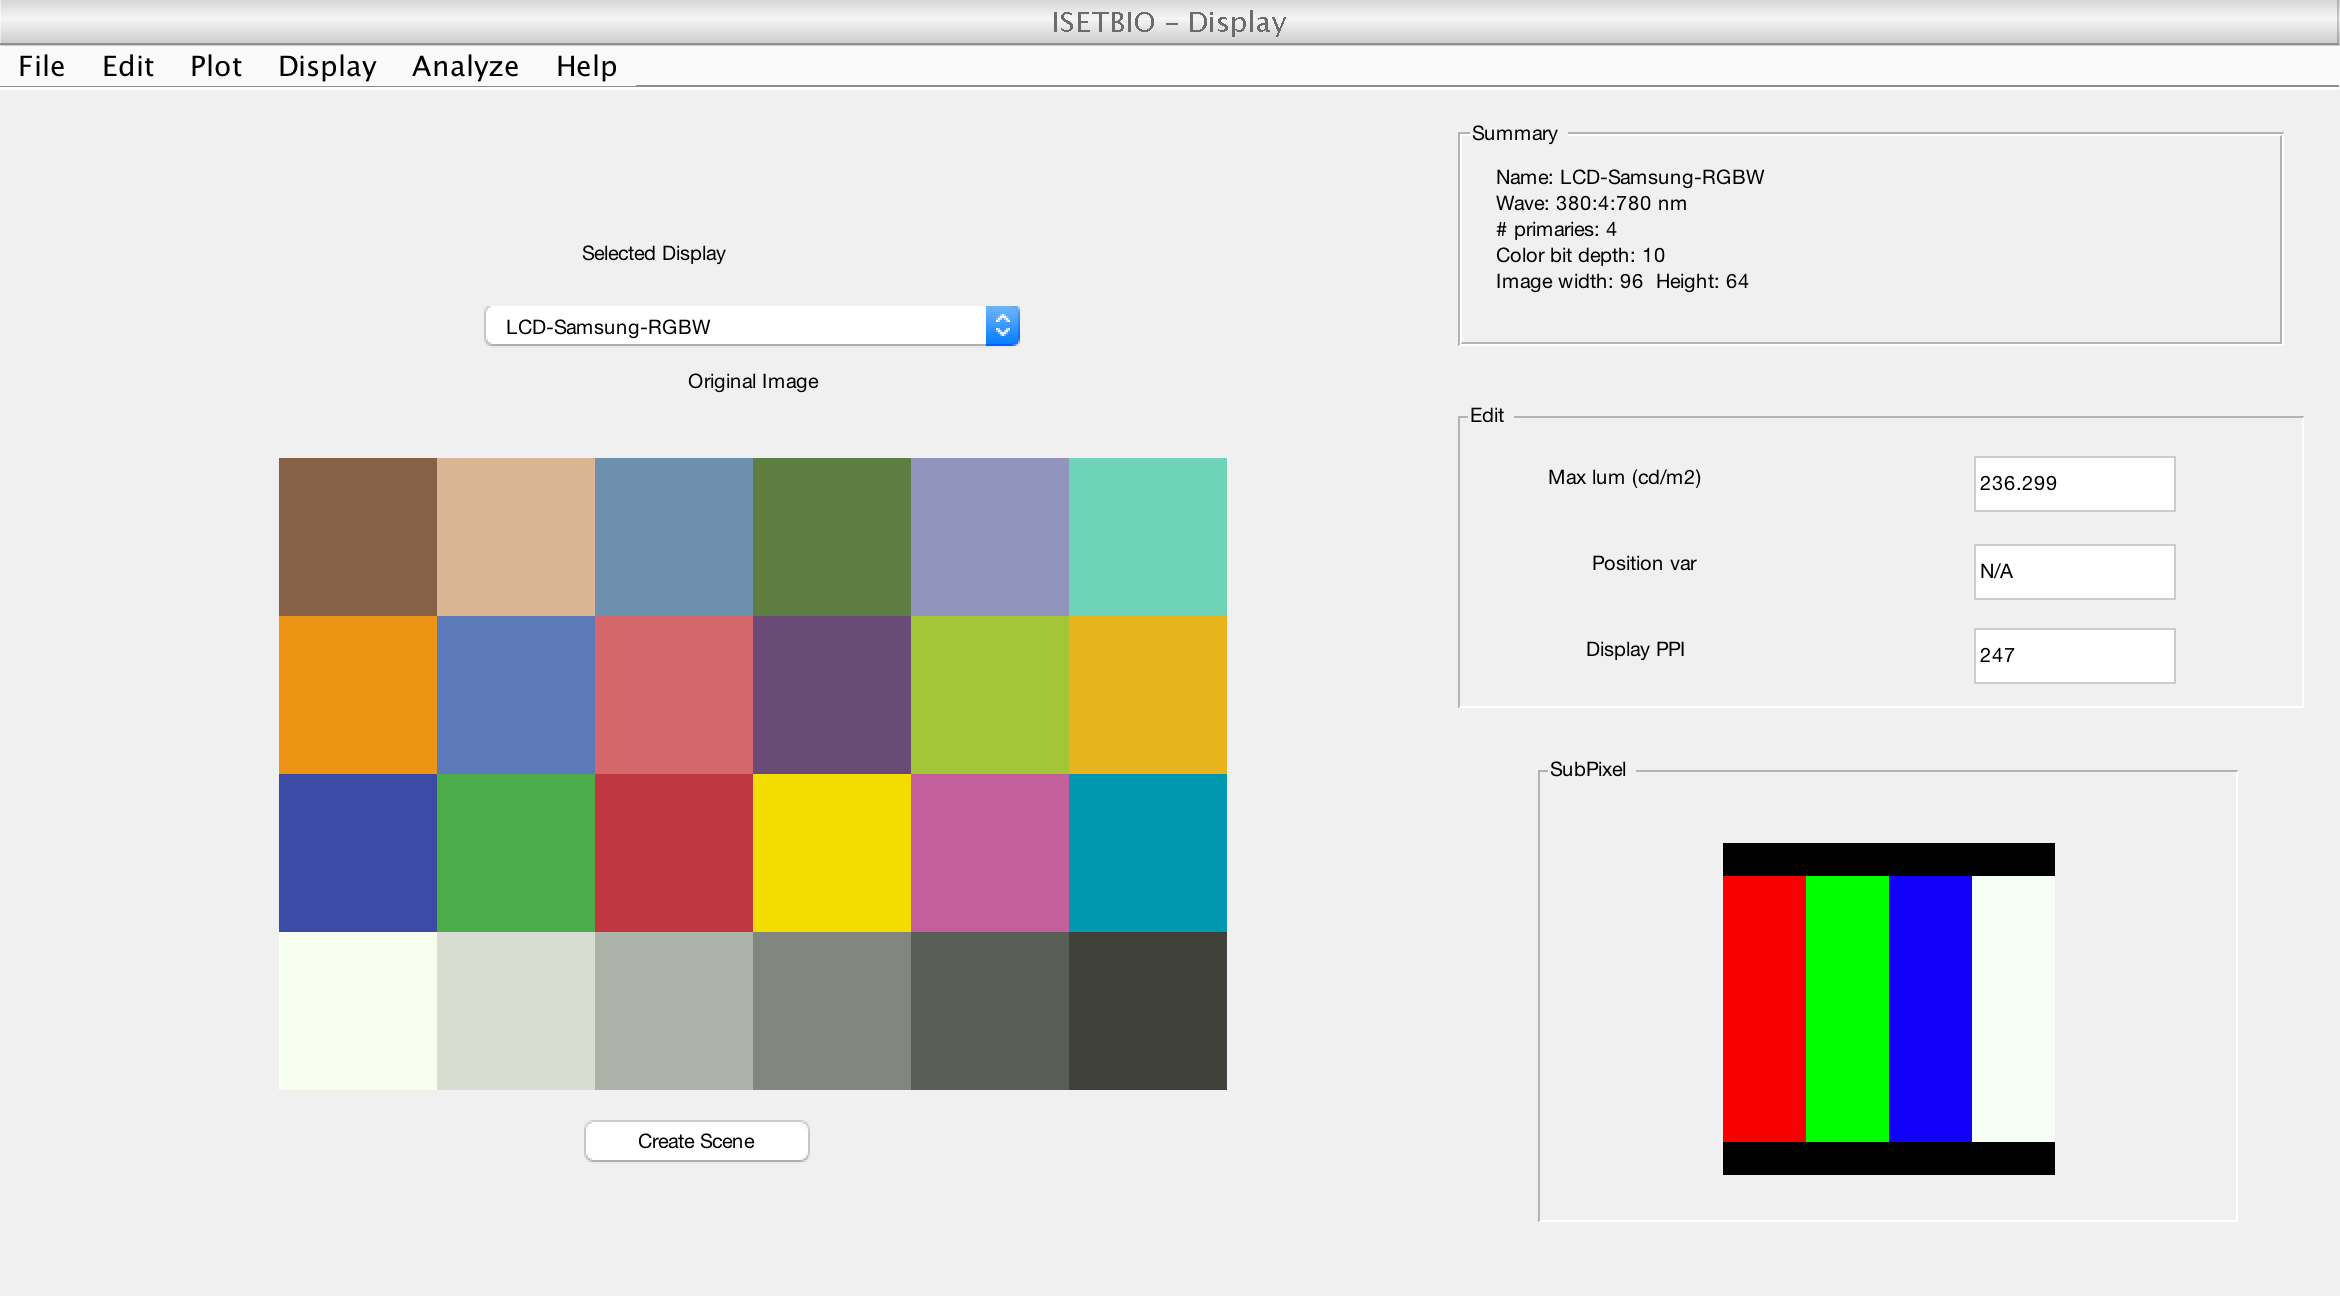 ISETBIO – Display
File Edit Plot Display Analyze Help
Selected Display
LCD-Samsung-RGBW
Original Image
Create Scene
Summary
Name: LCD-Samsung-RGBW
Wave: 380:4:780 nm
# primaries: 4
Color bit depth: 10
Image width: 96  Height: 64
Edit
Max lum (cd/m2) 236.299
Position var N/A
Display PPI 247
SubPixel